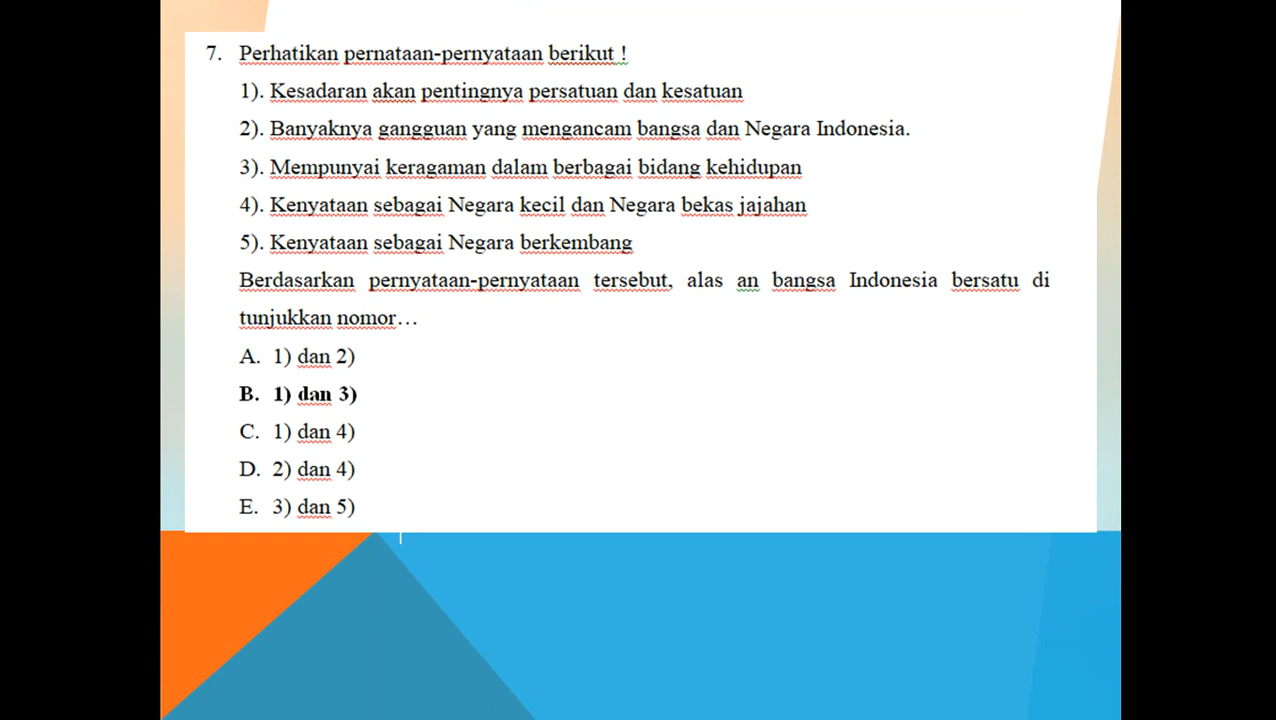 7. Perhatikan pernataan-pernyataan berikut !
1). Kesadaran akan pentingnya persatuan dan kesatuan
2). Banyaknya gangguan yang mengancam bangsa dan Negara Indonesia.
3). Mempunyai keragaman dalam berbagai bidang kehidupan
4). Kenyataan sebagai Negara kecil dan Negara bekas jajahan
5). Kenyataan sebagai Negara berkembang
Berdasarkan pernyataan-pernyataan tersebut, alas an bangsa Indonesia bersatu di
tunjukkan nomor…
A. 1) dan 2)
B. 1) dan 3)
C. 1) dan 4)
D. 2) dan 4)
E. 3) dan 5)